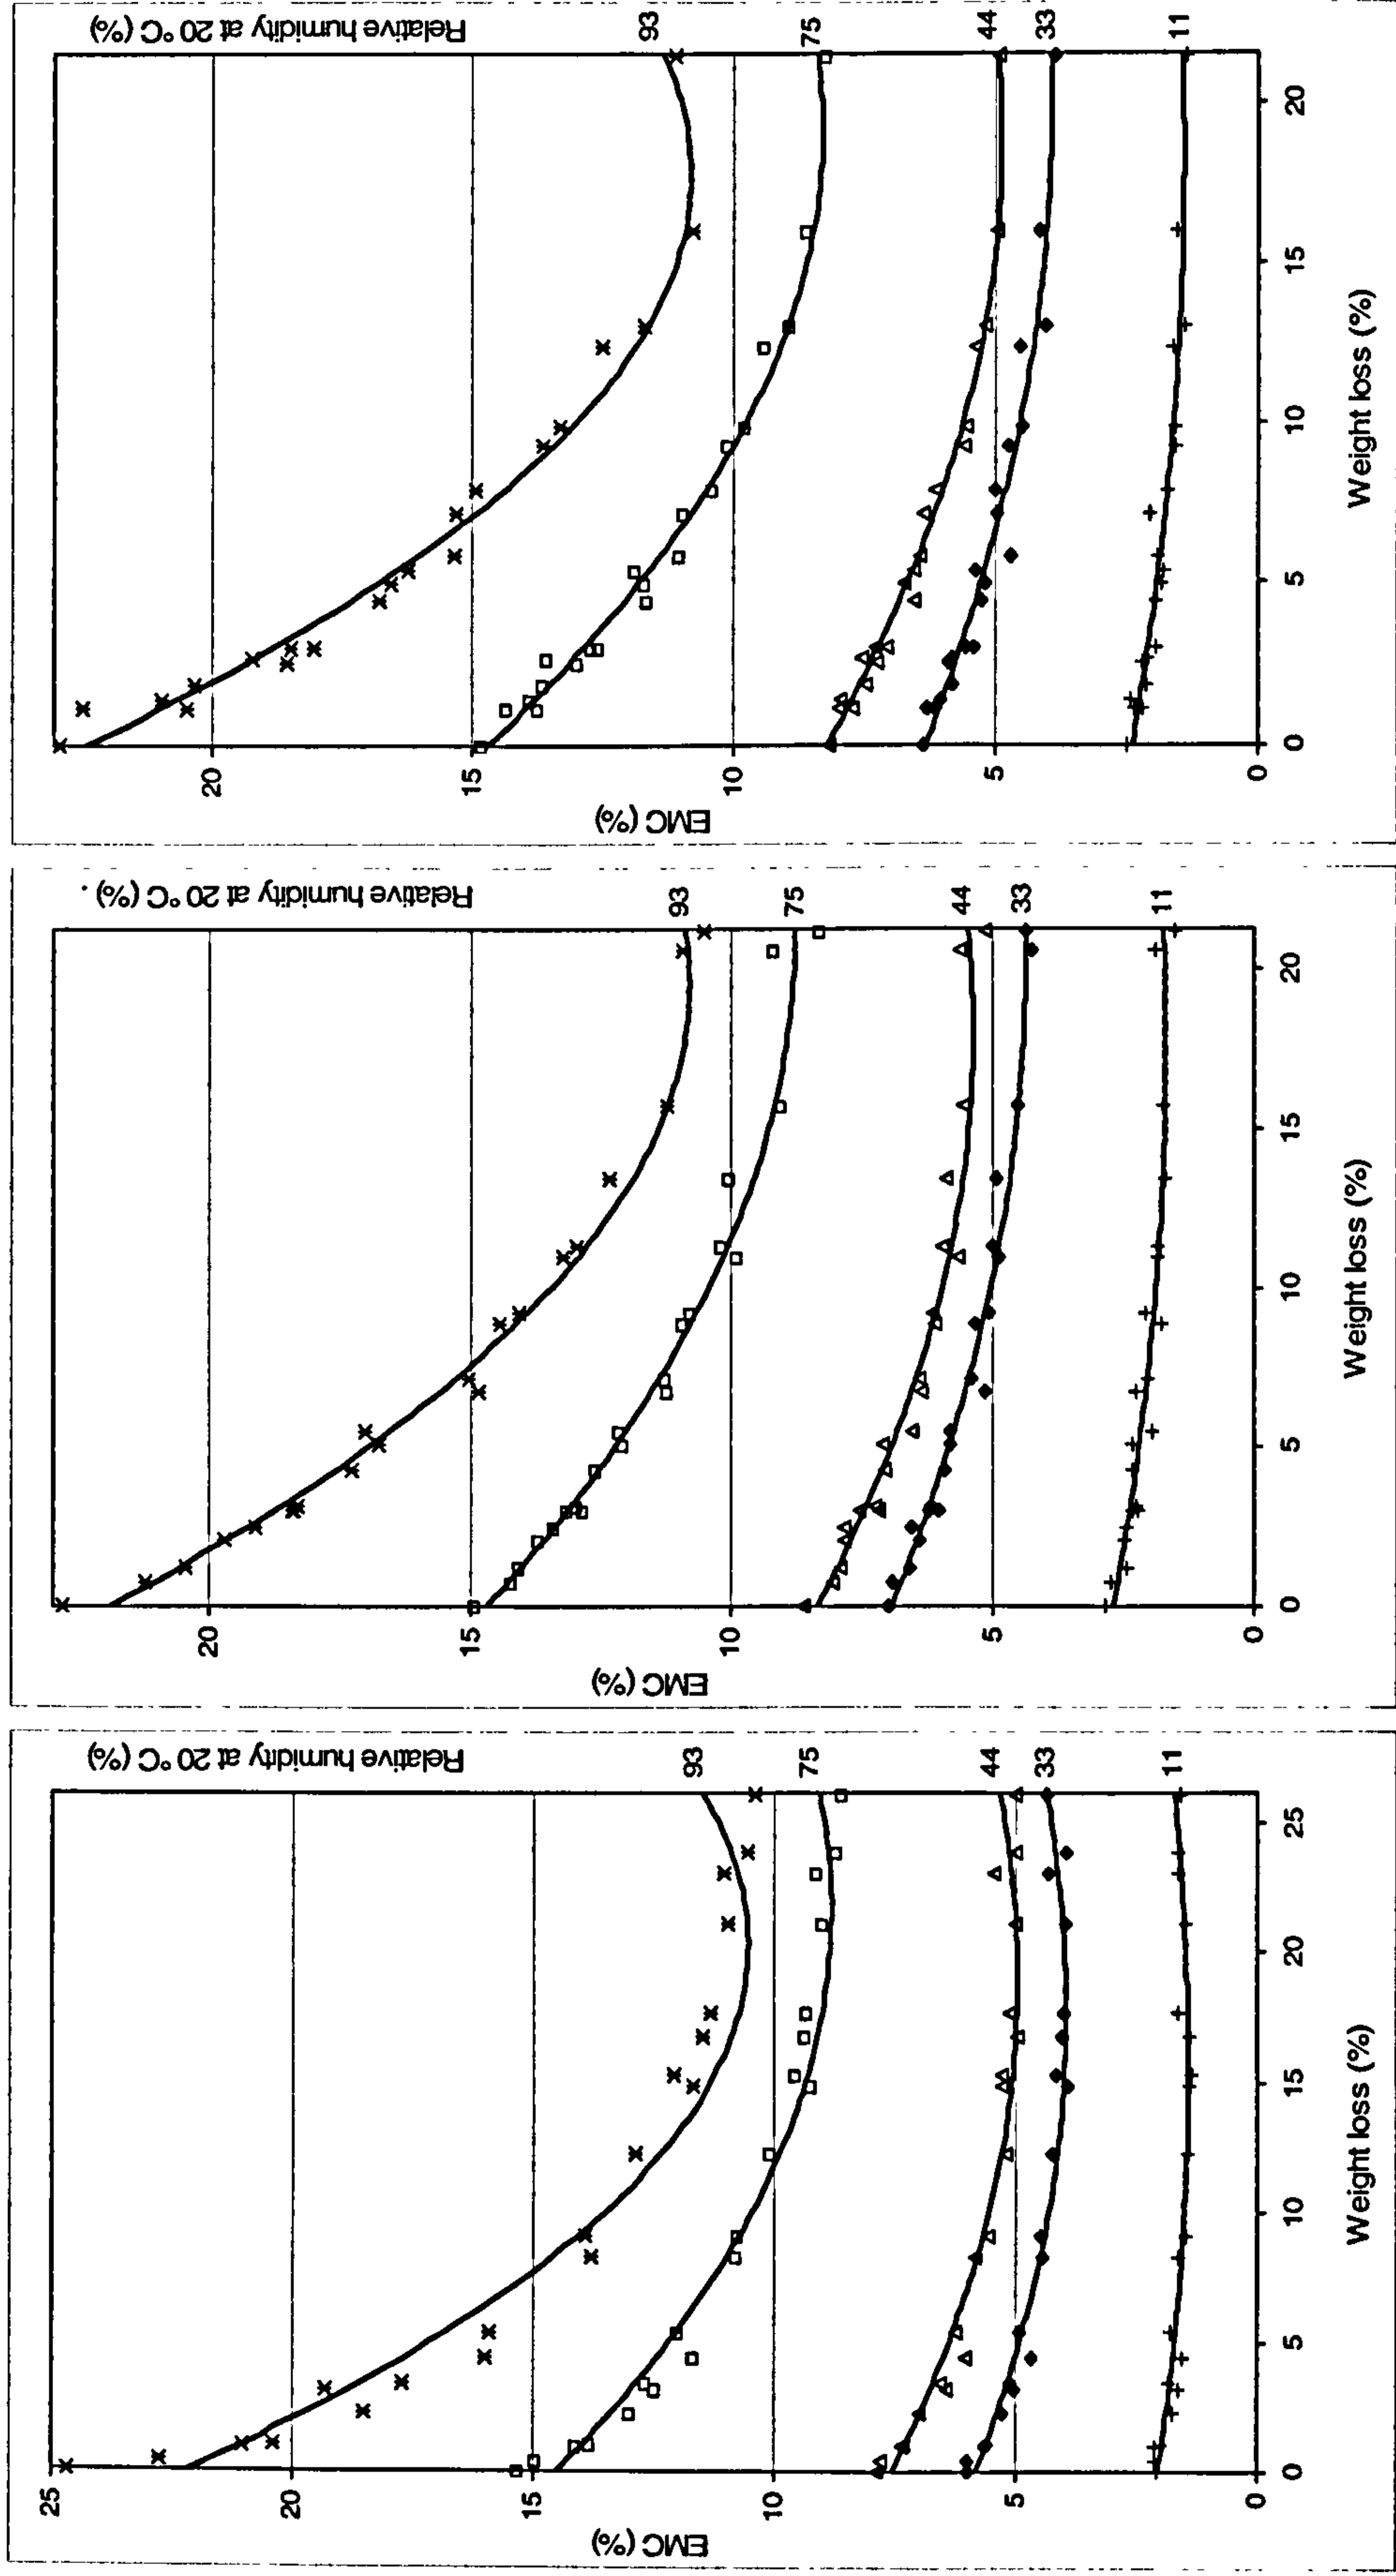 EMC (%)
25
20
15
10
5
0
0 5 10 15 20 25
Weight loss (%)
Relative humidity at 20 °C (%)
93
75
44
33
11
EMC (%)
20
15
10
5
0
0 5 10 15 20
Weight loss (%)
Relative humidity at 20 °C (%) .
93
75
44
33
11
EMC (%)
20
15
10
5
0
0 5 10 15 20
Weight loss (%)
Relative humidity at 20 °C (%)
93
75
44
33
11